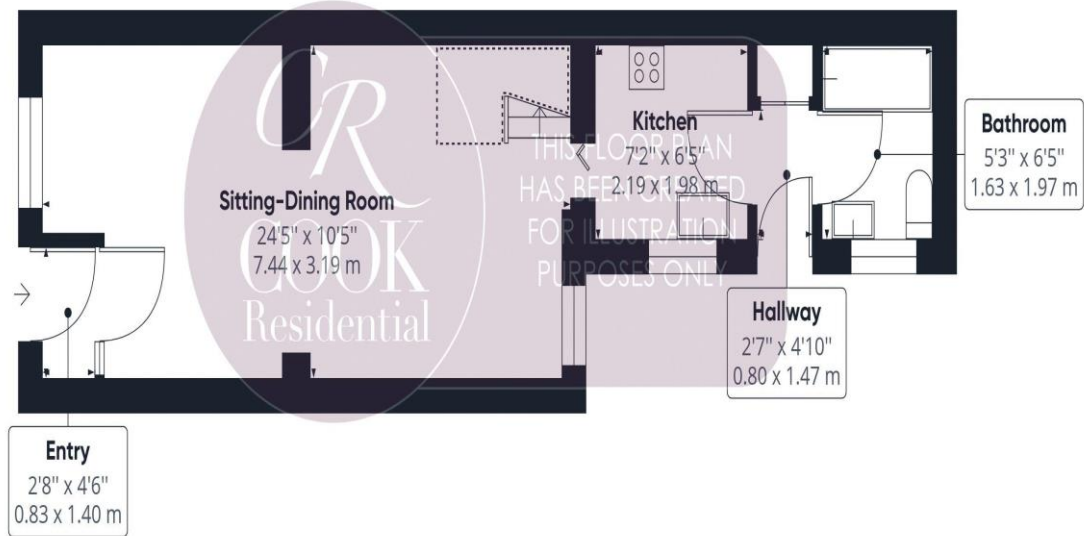 CR
COOK
Residential
Sitting-Dining Room
24'5" x 10'5"
7.44 x 3.19 m
Kitchen
7'2" x 6'5"
2.19 x 1.98 m
THIS FLOOR PLAN
HAS BEEN CREATED
FOR ILLUSTRATION
PURPOSES ONLY
Bathroom
5'3" x 6'5"
1.63 x 1.97 m
Hallway
2'7" x 4'10"
0.80 x 1.47 m
Entry
2'8" x 4'6"
0.83 x 1.40 m